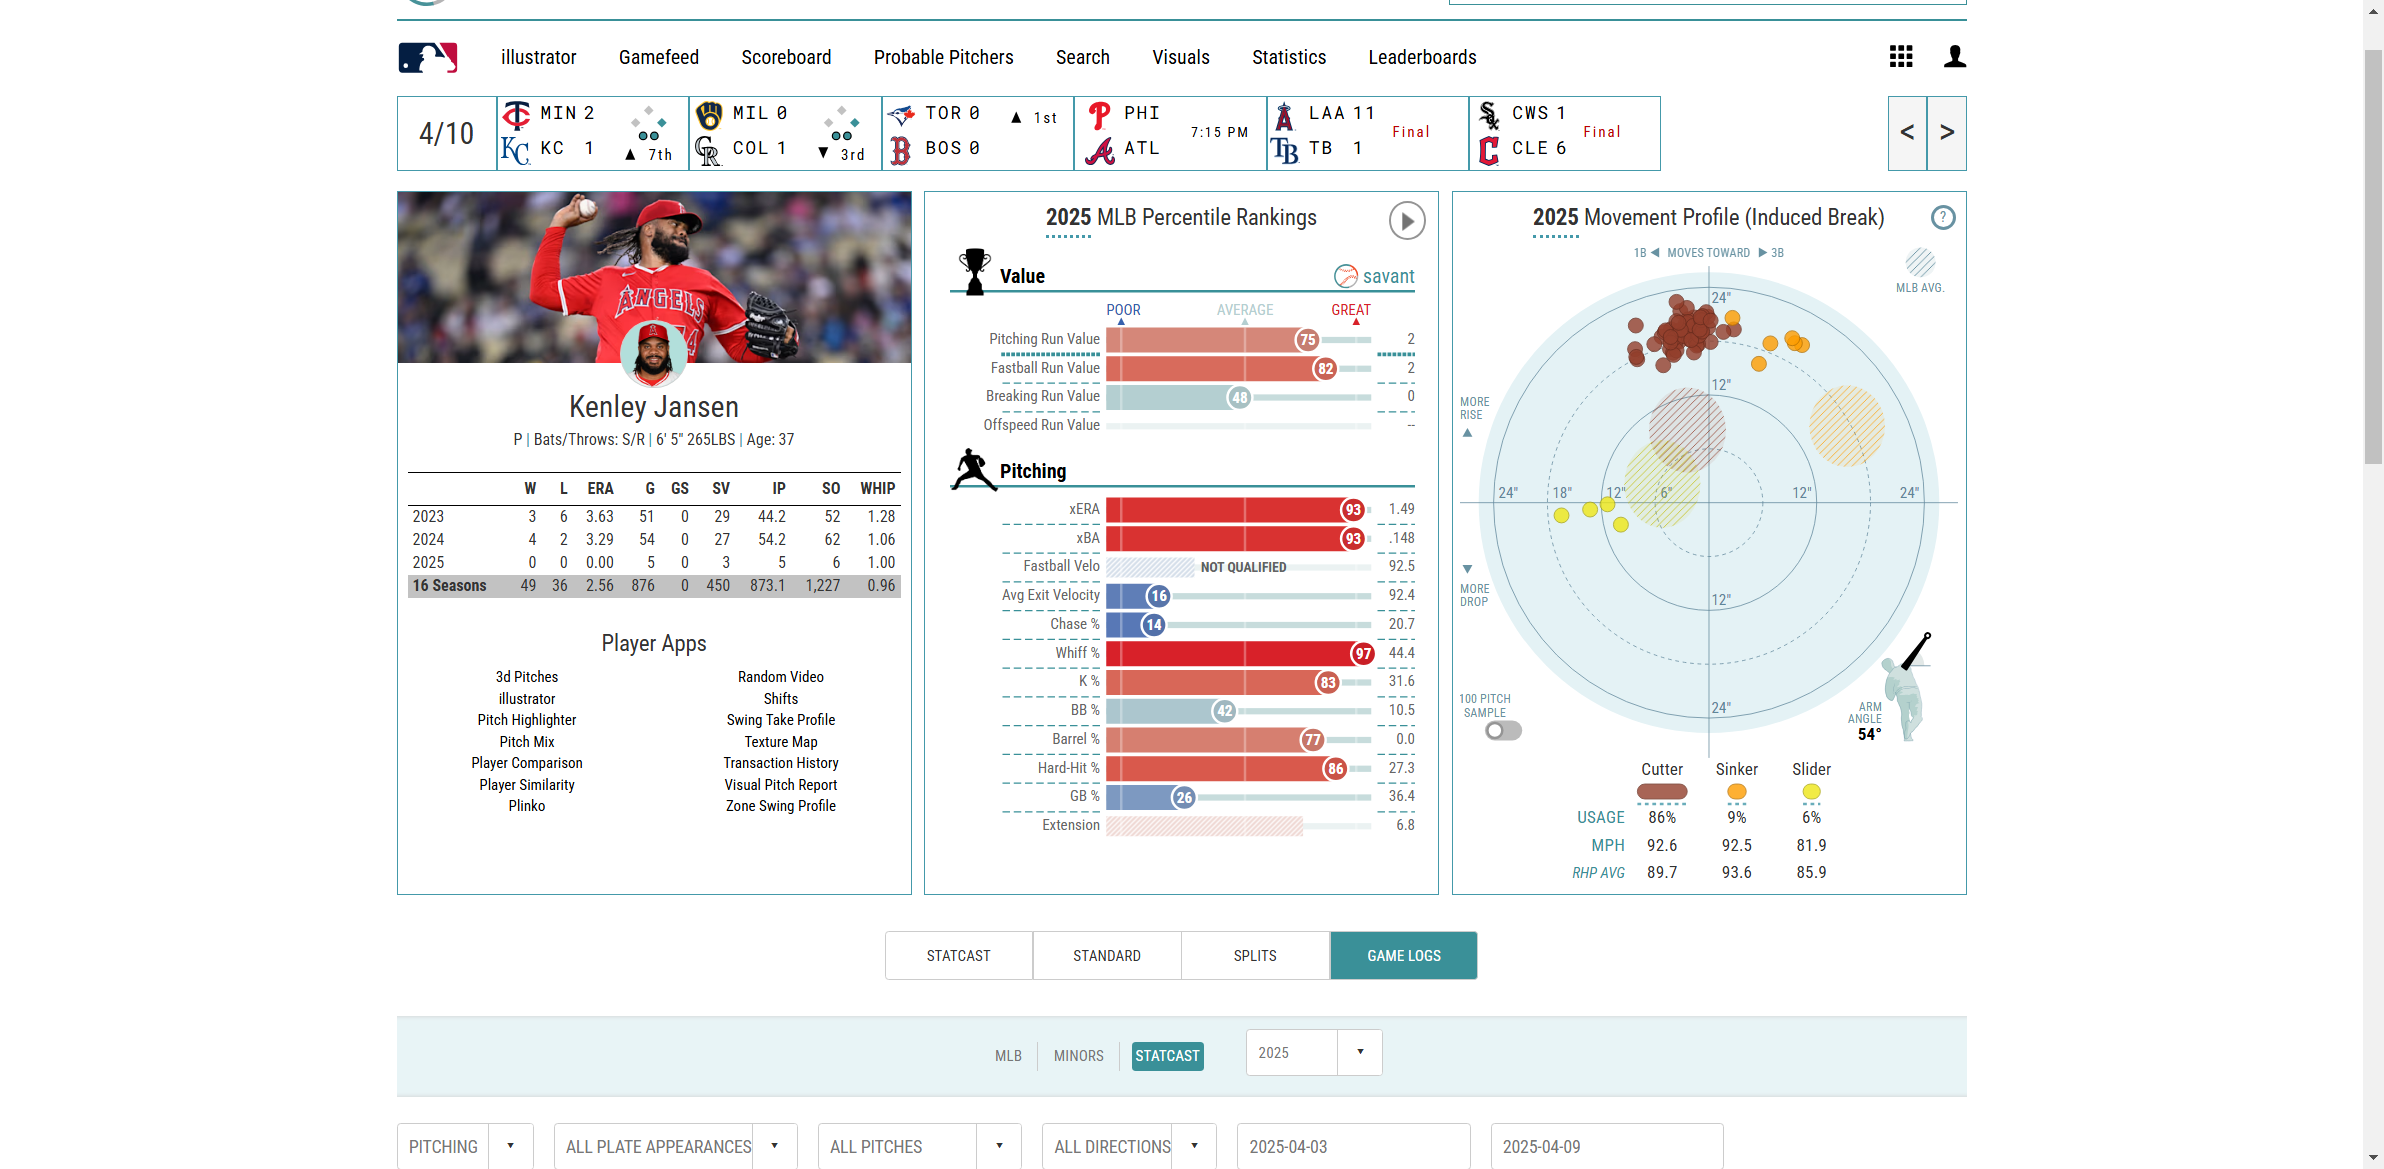 illustrator Gamefeed Scoreboard Probable Pitchers Search Visuals Statistics Leaderboards
4/10
MIN 2
KC 1
▲ 7th
MIL 0
COL 1
▼ 3rd
TOR 0
BOS 0
▲ 1st
PHI
ATL
7:15 PM
LAA 11
TB 1
Final
CWS 1
CLE 6
Final
< >
ANGELS
Kenley Jansen
P | Bats/Throws: S/R | 6' 5" 265LBS | Age: 37
W L ERA G GS SV IP SO WHIP
2023 3 6 3.63 51 0 29 44.2 52 1.28
2024 4 2 3.29 54 0 27 54.2 62 1.06
2025 0 0 0.00 5 0 3 5 6 1.00
16 Seasons 49 36 2.56 876 0 450 873.1 1,227 0.96
Player Apps
3d Pitches Random Video
illustrator Shifts
Pitch Highlighter Swing Take Profile
Pitch Mix Texture Map
Player Comparison Transaction History
Player Similarity Visual Pitch Report
Plinko Zone Swing Profile
2025 MLB Percentile Rankings
Value
savant
POOR AVERAGE GREAT
Pitching Run Value 75 2
Fastball Run Value 82 2
Breaking Run Value 48 0
Offspeed Run Value --
Pitching
xERA 93 1.49
xBA 93 .148
Fastball Velo NOT QUALIFIED 92.5
Avg Exit Velocity 16 92.4
Chase % 14 20.7
Whiff % 97 44.4
K % 83 31.6
BB % 42 10.5
Barrel % 77 0.0
Hard-Hit % 86 27.3
GB % 26 36.4
Extension 6.8
2025 Movement Profile (Induced Break)
?
1B ◀ MOVES TOWARD ▶ 3B
MLB AVG.
24"
12"
MORE
RISE
▲
24" 18" 12" 6" 12" 24"
▼
MORE
DROP
12"
24"
100 PITCH
SAMPLE
ARM
ANGLE
54°
Cutter Sinker Slider
USAGE 86% 9% 6%
MPH 92.6 92.5 81.9
RHP AVG 89.7 93.6 85.9
STATCAST STANDARD SPLITS GAME LOGS
MLB MINORS STATCAST 2025
PITCHING ALL PLATE APPEARANCES ALL PITCHES ALL DIRECTIONS 2025-04-03 2025-04-09